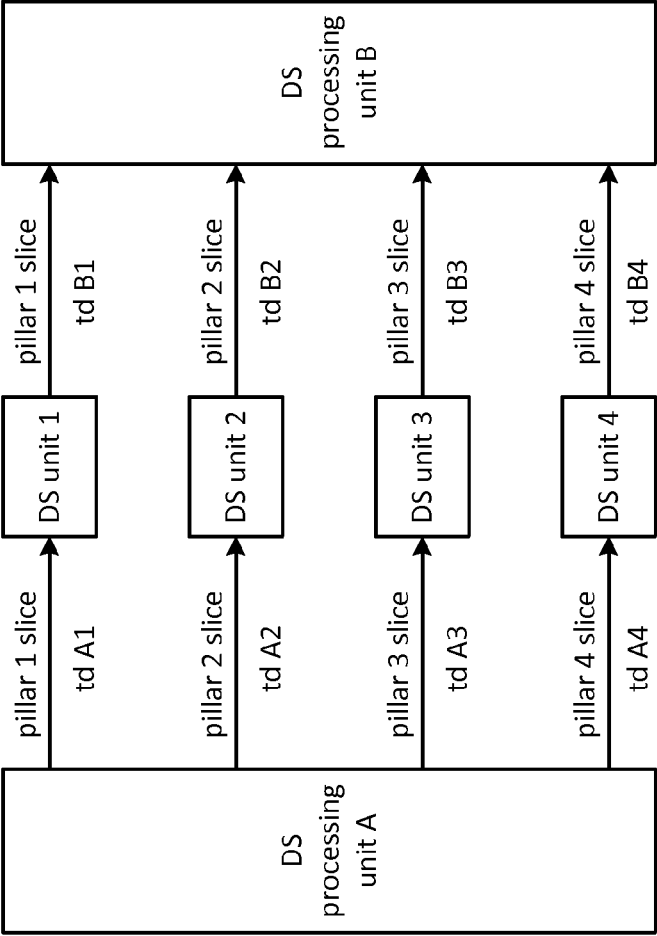 DS
processing
unit A
pillar 1 slice
td A1
pillar 2 slice
td A2
pillar 3 slice
td A3
pillar 4 slice
td A4
DS unit 1
DS unit 2
DS unit 3
DS unit 4
pillar 1 slice
td B1
pillar 2 slice
td B2
pillar 3 slice
td B3
pillar 4 slice
td B4
DS
processing
unit B